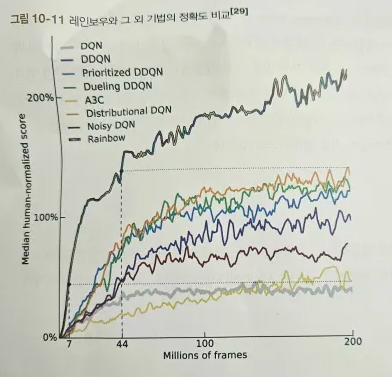 그림 10-11 레인보우와 그 외 기법의 정확도 비교[29]
DQN
DDQN
Prioritized DDQN
Dueling DDQN
A3C
Distributional DQN
Noisy DQN
Rainbow
Median human-normalized score
200%
100%
0%
7 44 100 200
Millions of frames